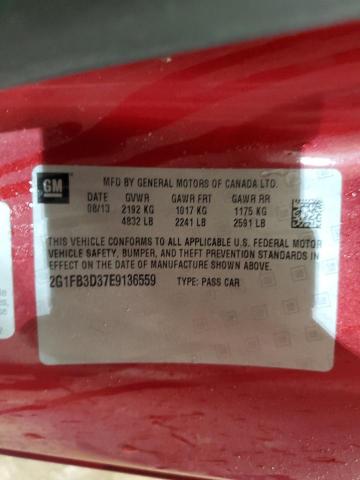 GM
MFD BY GENERAL MOTORS OF CANADA LTD.
DATE GVWR GAWR FRT GAWR RR
08/13 2192 KG 1017 KG 1175 KG
4832 LB 2241 LB 2591 LB
THIS VEHICLE CONFORMS TO ALL APPLICABLE U.S. FEDERAL MOTOR
VEHICLE SAFETY, BUMPER, AND THEFT PREVENTION STANDARDS IN
EFFECT ON THE DATE OF MANUFACTURE SHOWN ABOVE.
2G1FB3D37E9136559 TYPE: PASS CAR